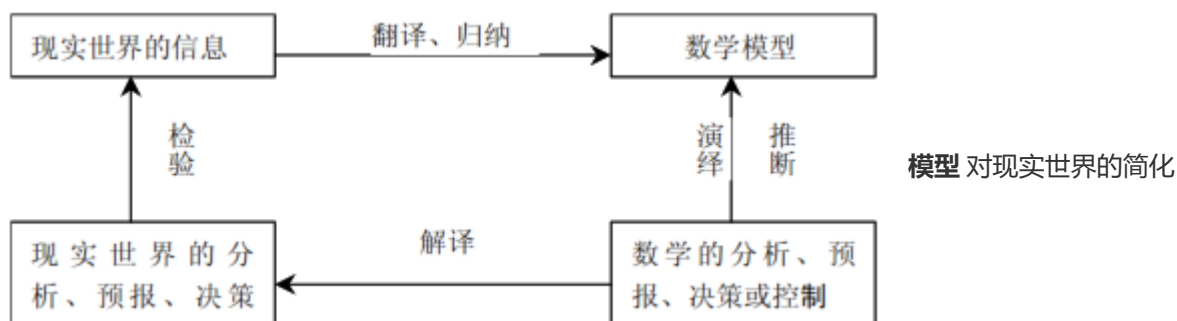 现实世界的信息
翻译、归纳
数学模型
检
验
演
绎
推
断
模型 对现实世界的简化
现实世界的分
析、预报、决策
解译
数学的分析、预
报、决策或控制